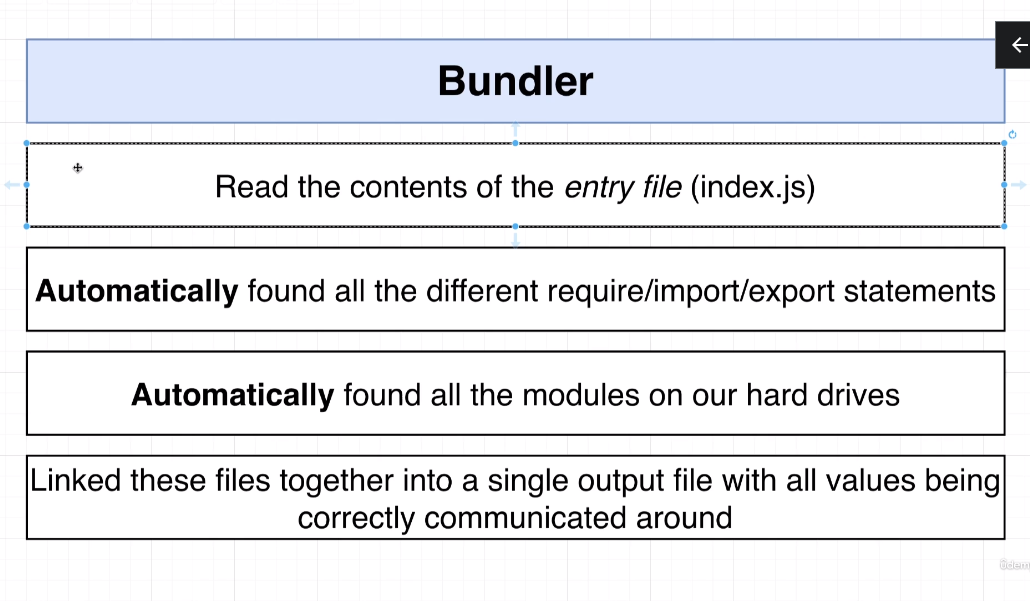 Bundler
Read the contents of the entry file (index.js)
Automatically found all the different require/import/export statements
Automatically found all the modules on our hard drives
Linked these files together into a single output file with all values being
correctly communicated around